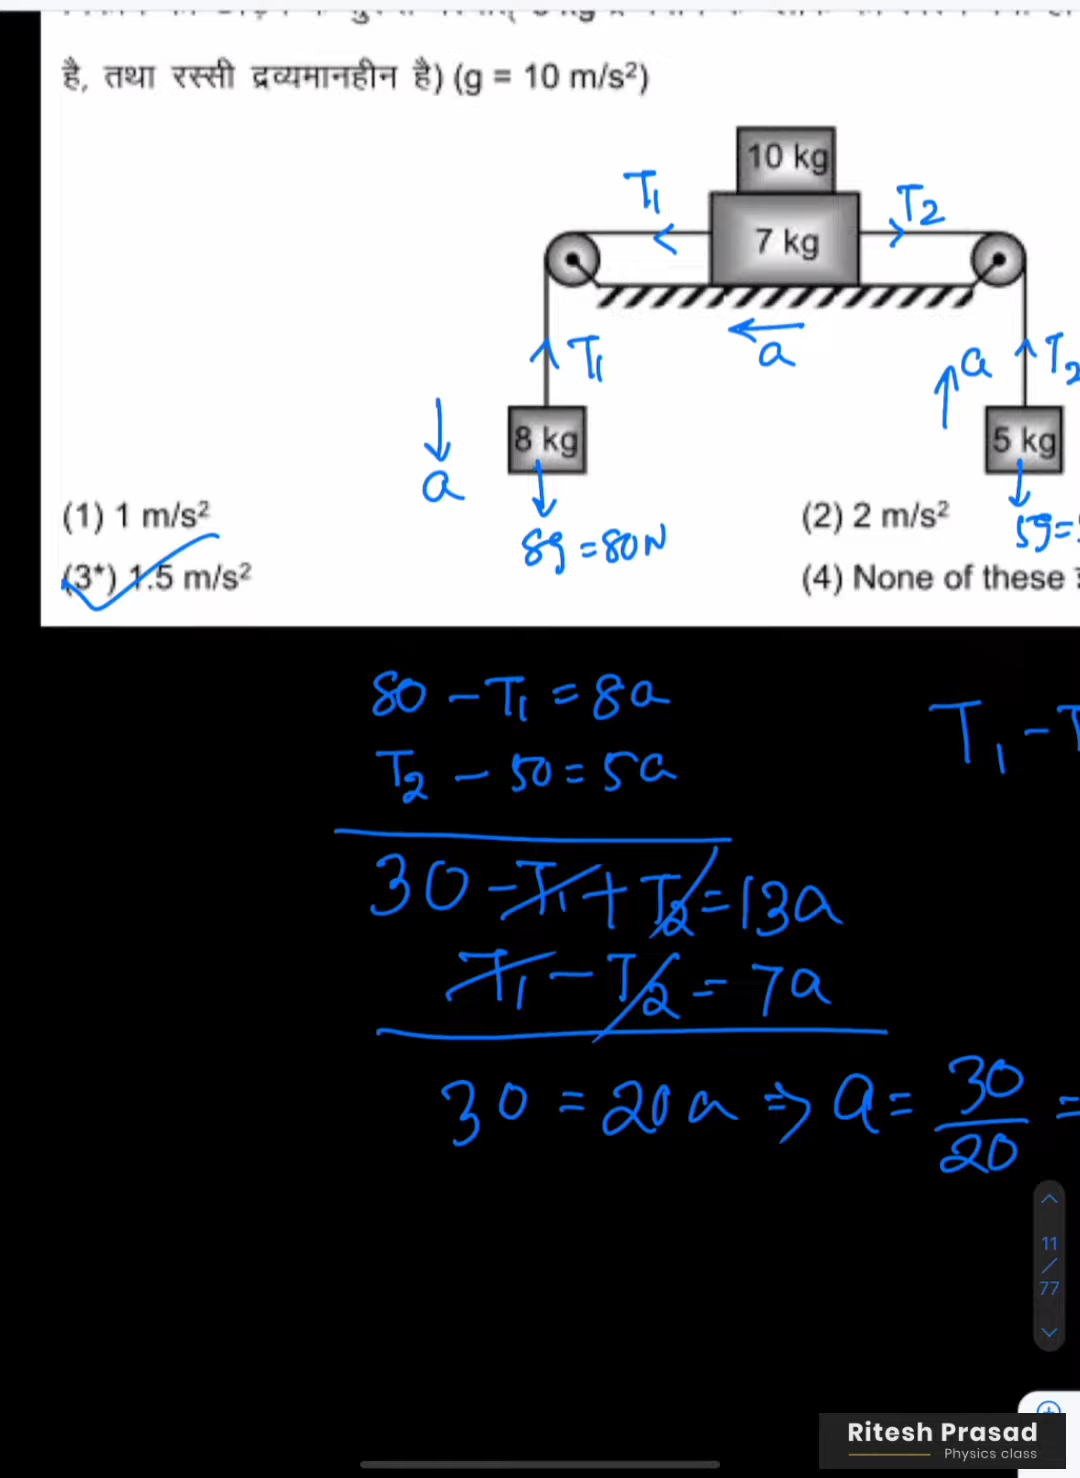 है, तथा रस्सी द्रव्यमानहीन है) (g = 10 m/s²)
10 kg
T₁
T₂
7 kg
a
T₁
a
T₂
8 kg
5 kg
a
(1) 1 m/s²
(2) 2 m/s²
8g = 80N
5g =
(3*) 1.5 m/s²
(4) None of these
80 - T₁ = 8a
T₁ -
T₂ - 50 = 5a
30 - T₁ + T₂ = 13a
T₁ - T₂ = 7a
30 = 20a ⇒ a = 30/20 =
11
/
77
Ritesh Prasad
Physics class